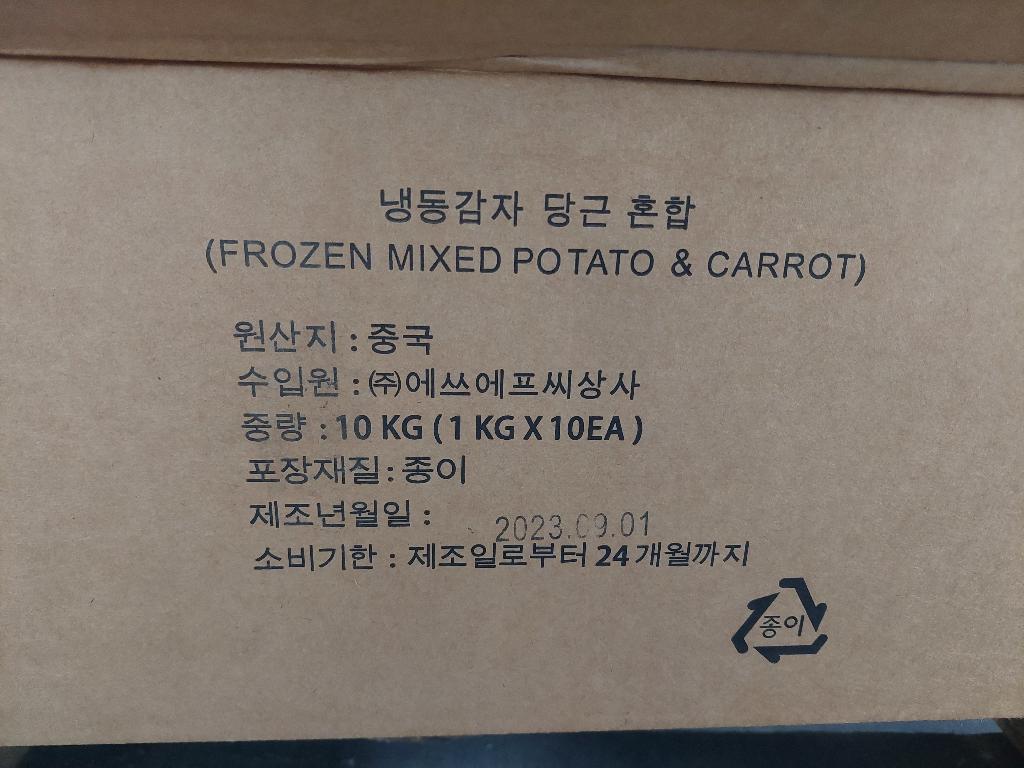 냉동감자 당근 혼합
(FROZEN MIXED POTATO & CARROT)
원산지 : 중국
수입원 : ㈜에쓰에프씨상사
중량 : 10 KG ( 1 KG X 10EA )
포장재질 : 종이
제조년월일 : 2023.09.01
소비기한 : 제조일로부터 24개월까지
종이